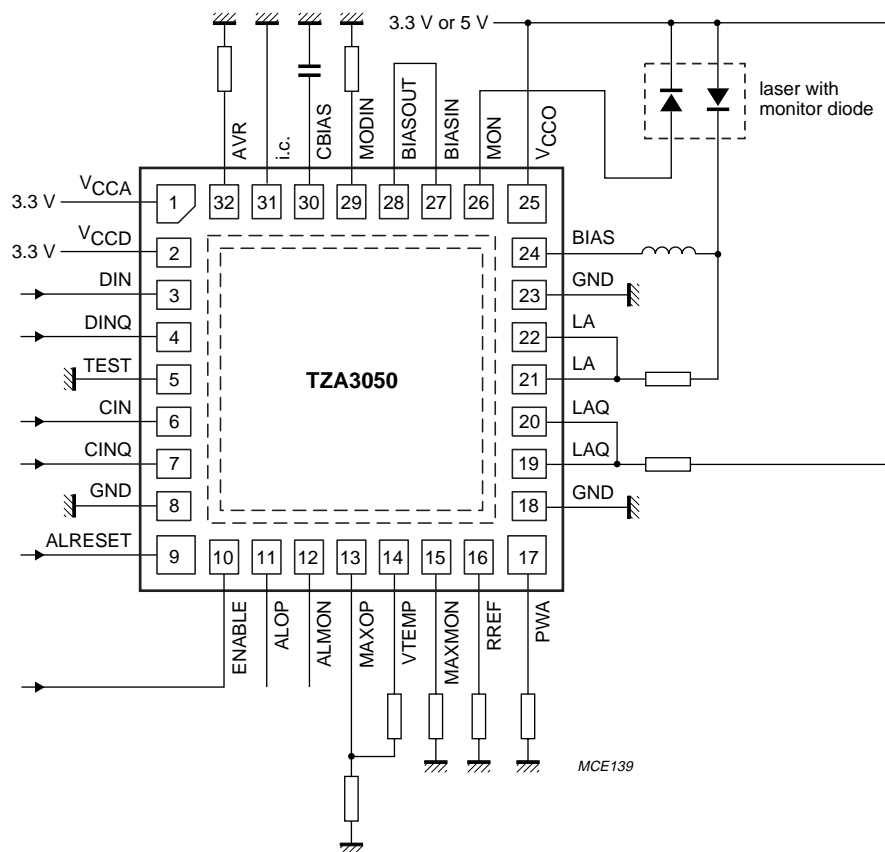 3.3 V or 5 V
laser with
monitor diode
AVR
i.c.
CBIAS
MODIN
BIASOUT
BIASIN
MON
VCCO
32
31
30
29
28
27
26
25
3.3 V
VCCA
1
3.3 V
VCCD
2
DIN
3
DINQ
4
TEST
5
CIN
6
CINQ
7
GND
8
ALRESET
9
TZA3050
24
BIAS
23
GND
22
LA
21
LA
20
LAQ
19
LAQ
18
GND
10
11
12
13
14
15
16
17
ENABLE
ALOP
ALMON
MAXOP
VTEMP
MAXMON
RREF
PWA
MCE139